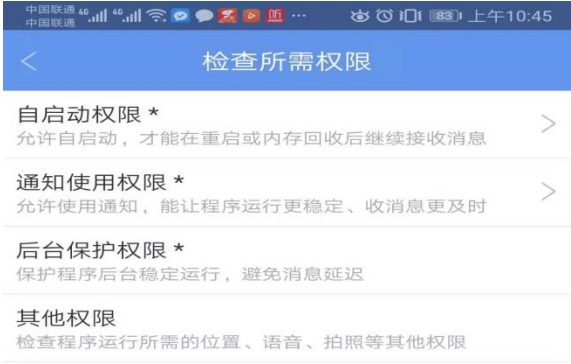 中国联通 46 46 83 上午10:45
中国联通
检查所需权限
自启动权限 *
允许自启动，才能在重启或内存回收后继续接收消息
通知使用权限 *
允许使用通知，能让程序运行更稳定、收消息更及时
后台保护权限 *
保护程序后台稳定运行，避免消息延迟
其他权限
检查程序运行所需的位置、语音、拍照等其他权限